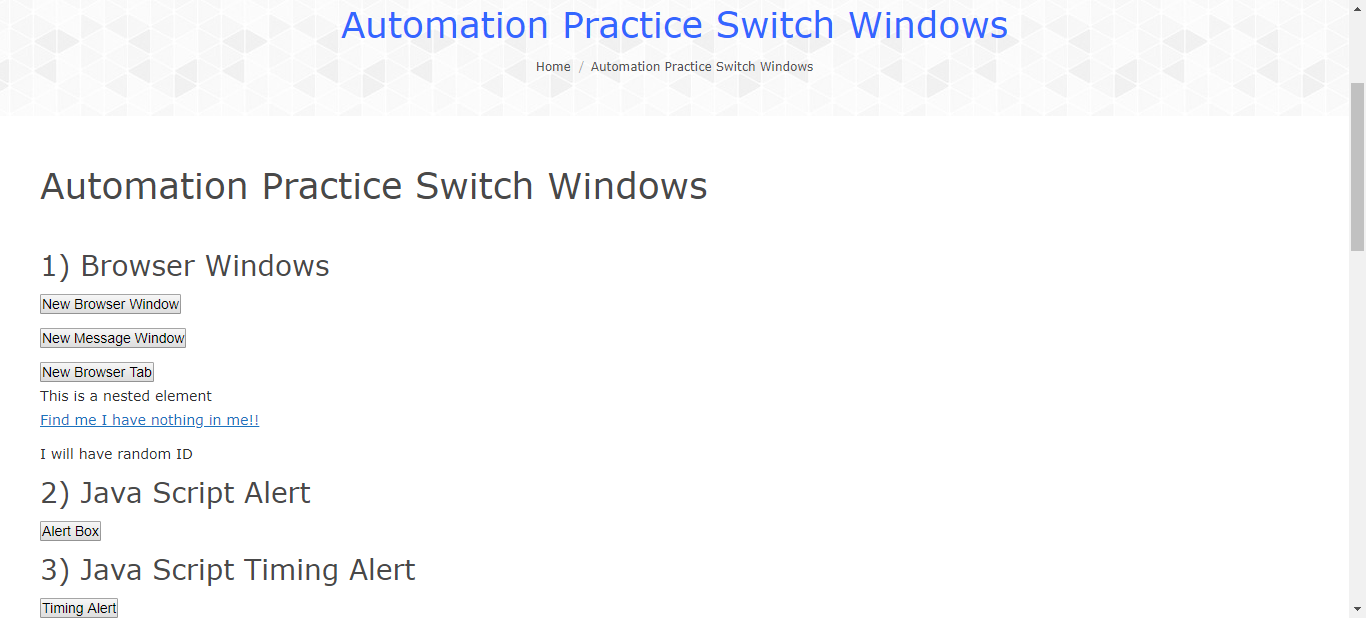 Automation Practice Switch Windows
Home / Automation Practice Switch Windows
Automation Practice Switch Windows
1) Browser Windows
New Browser Window
New Message Window
New Browser Tab
This is a nested element
Find me I have nothing in me!!
I will have random ID
2) Java Script Alert
Alert Box
3) Java Script Timing Alert
Timing Alert